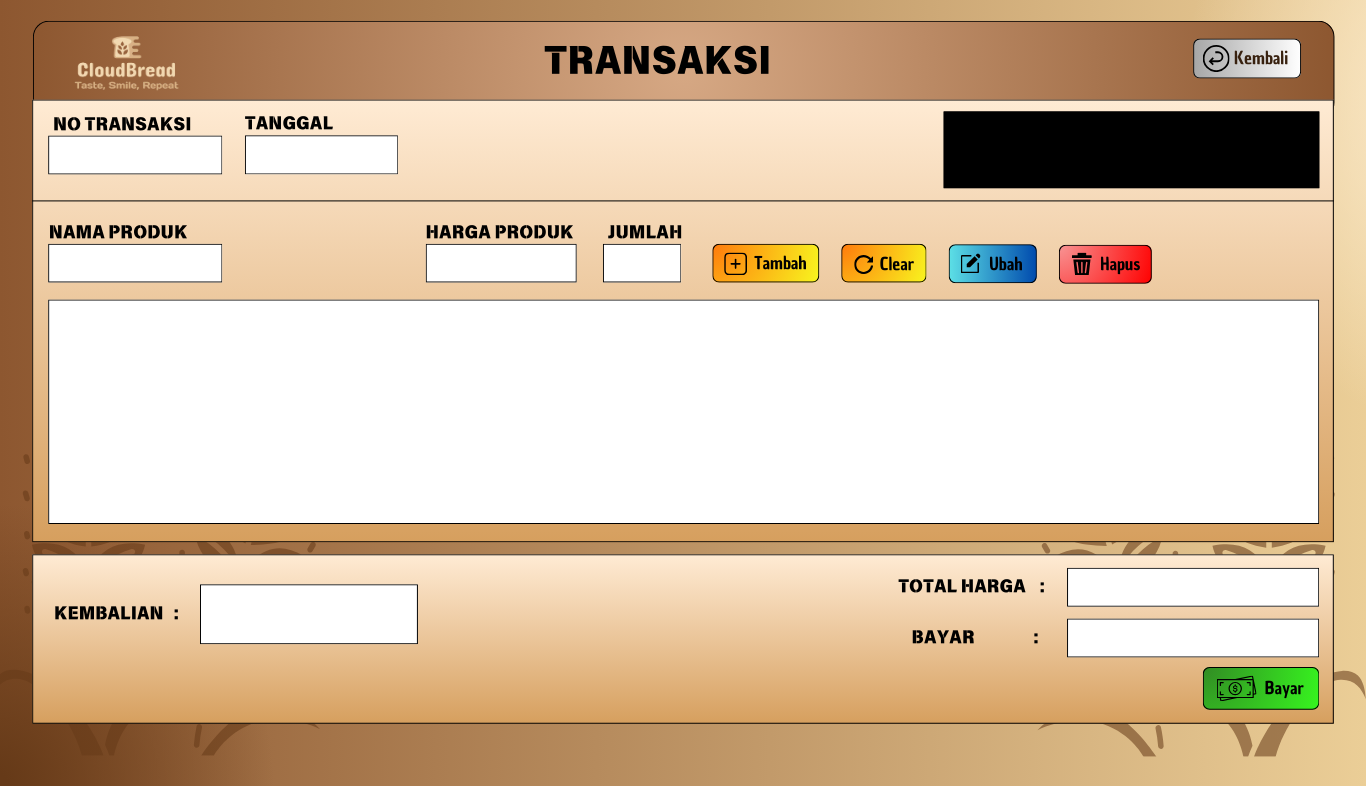 CloudBread
Taste, Smile, Repeat
TRANSAKSI
Kembali
NO TRANSAKSI
TANGGAL
NAMA PRODUK
HARGA PRODUK
JUMLAH
Tambah
Clear
Ubah
Hapus
KEMBALIAN :
TOTAL HARGA :
BAYAR :
Bayar